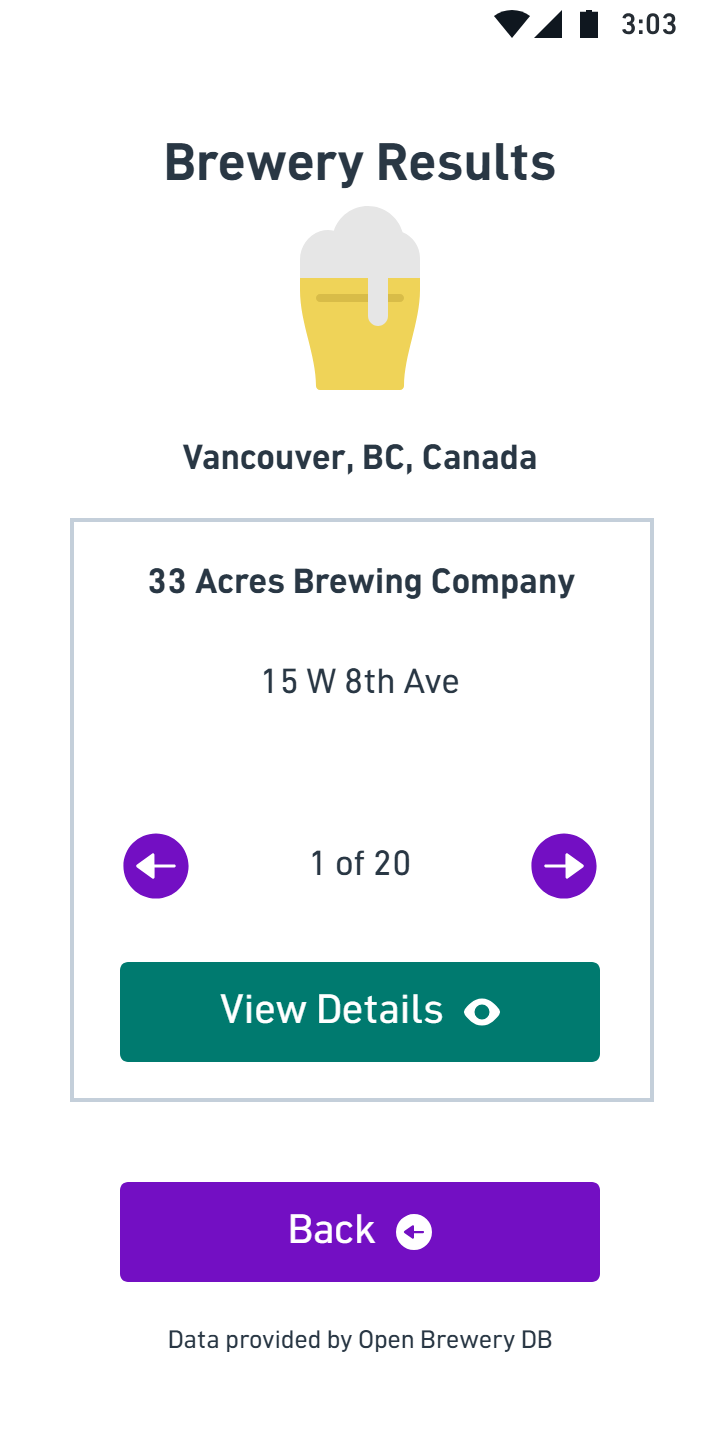 3:03
Brewery Results
Vancouver, BC, Canada
33 Acres Brewing Company
15 W 8th Ave
1 of 20
View Details
Back
Data provided by Open Brewery DB